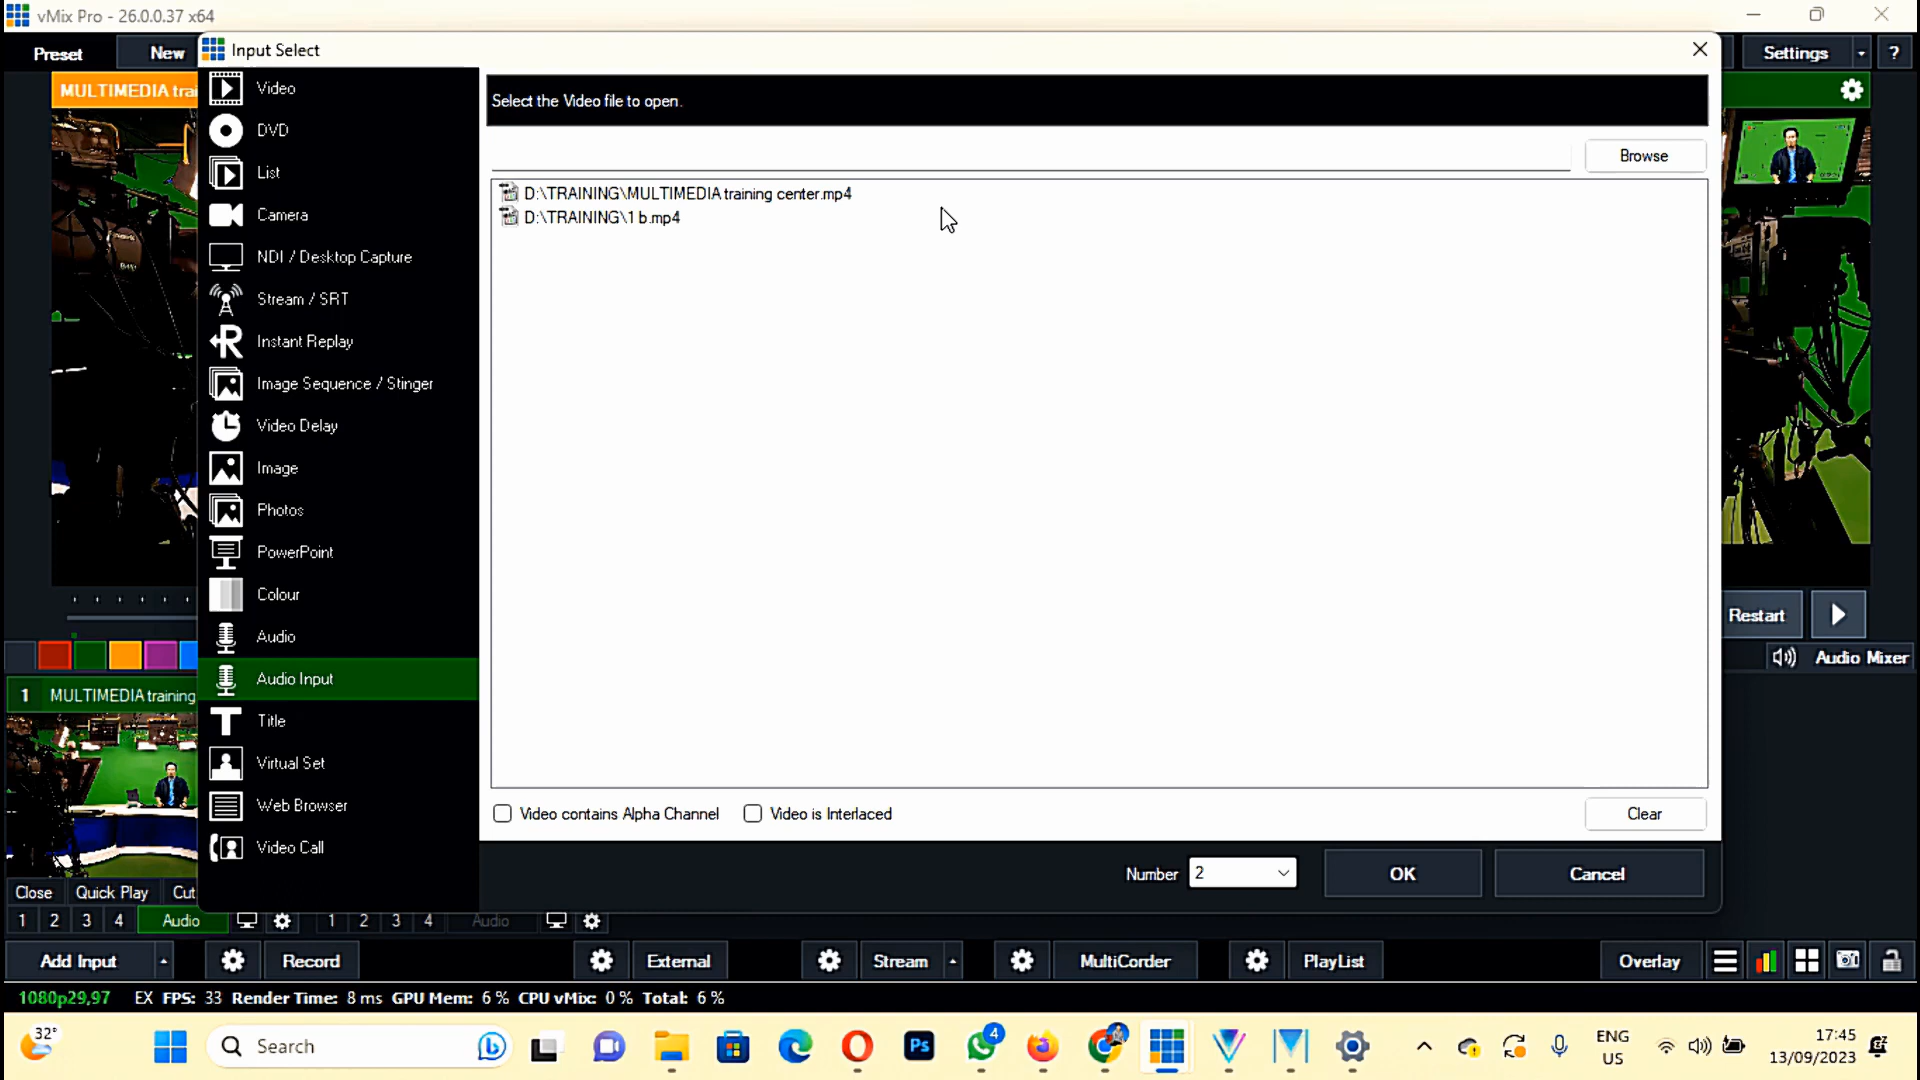 vMix Pro - 26.0.0.37 x64
Preset
New
Input Select
Settings
?
MULTIMEDIA trai
Video
DVD
List
Camera
NDI / Desktop Capture
Stream / SRT
Instant Replay
Image Sequence / Stinger
Video Delay
Image
Photos
PowerPoint
Colour
Audio
Audio Input
Title
Virtual Set
Web Browser
Video Call
Select the Video file to open.
Browse
D:\TRAINING\MULTIMEDIA training center.mp4
D:\TRAINING\1 b.mp4
Video contains Alpha Channel
Video is Interlaced
Clear
Number
2
OK
Cancel
Restart
Audio Mixer
1 MULTIMEDIA training
Close Quick Play Cut
1 2 3 4 Audio
1 2 3 4 Audio
Add Input
Record
External
Stream
MultiCorder
PlayList
Overlay
1080p29,97 EX FPS: 33 Render Time: 8 ms GPU Mem: 6 % CPU vMix: 0 % Total: 6 %
32°
Search
Ps
4
ENG
US
17:45
13/09/2023